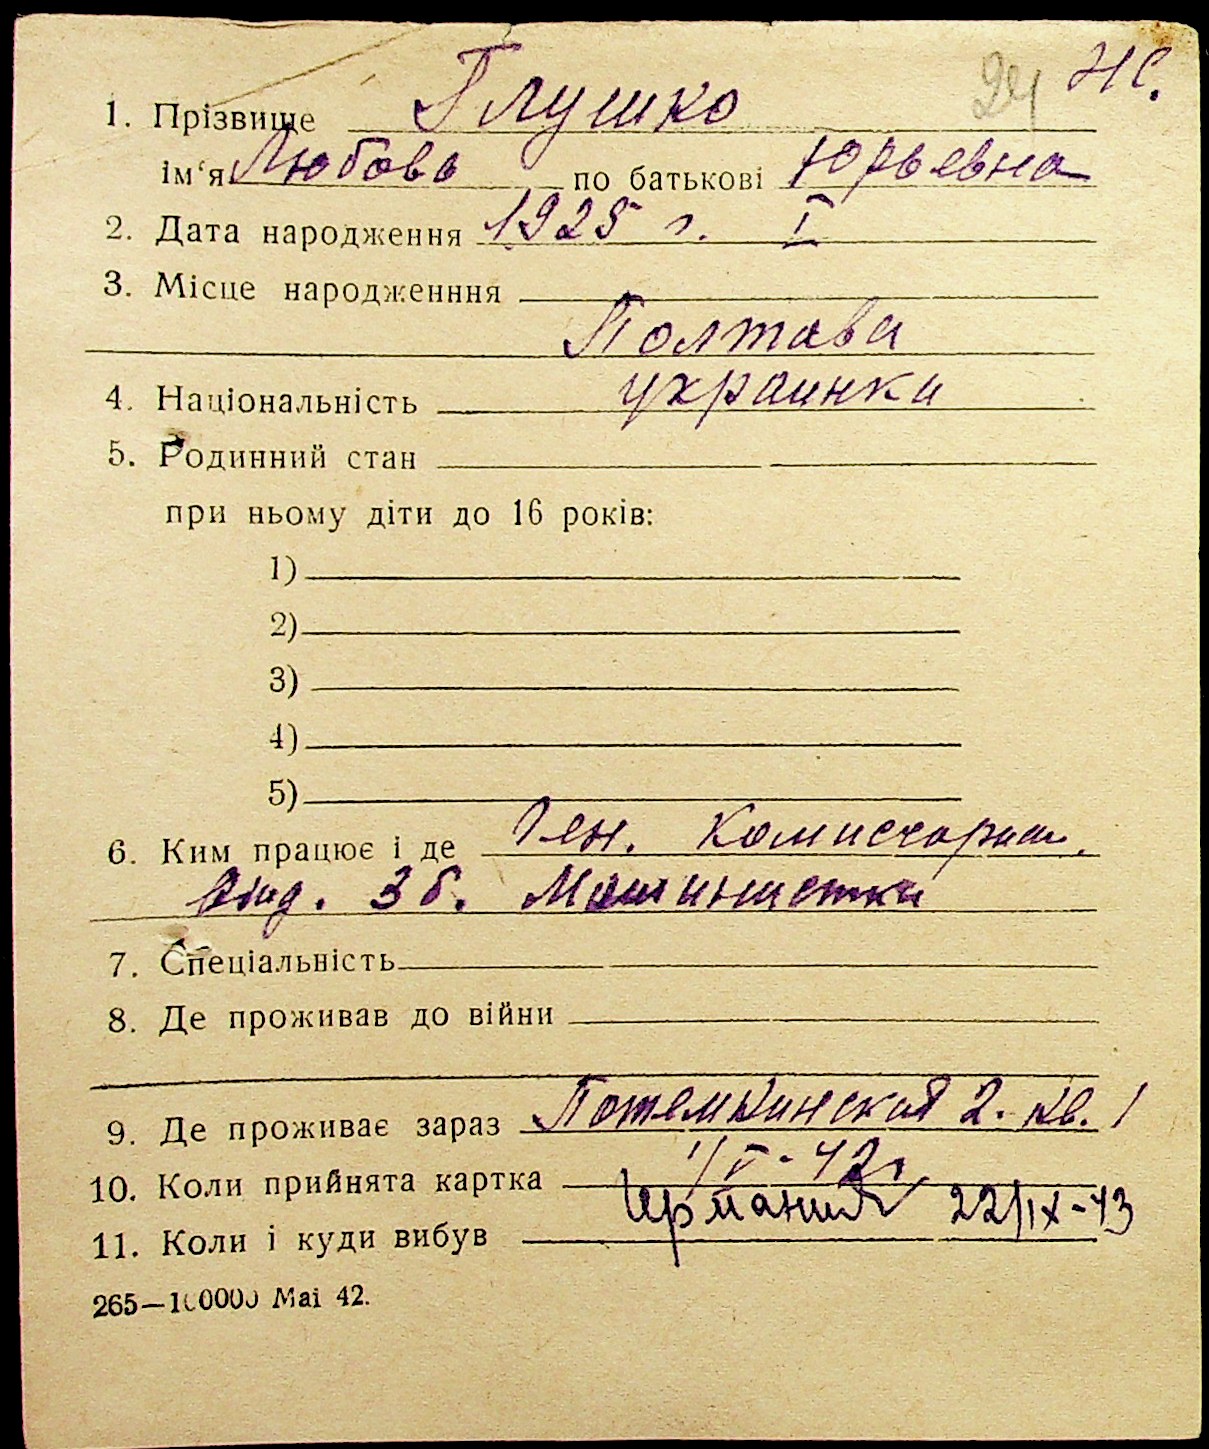 24 НС.
1. Прізвище Глушко
ім'я Любовь по батькові Юрьевна
2. Дата народження 1925 г. I
3. Місце народженння
Полтава
4. Національність украинка
5. Родинний стан
при ньому діти до 16 років:
1)
2)
3)
4)
5)
6. Ким працює і де Ген. Комиссариат.
3б. Машинистка
7. Спеціальність
8. Де проживав до війни
9. Де проживає зараз Потемкинская 2. кв. 1
10. Коли прийнята картка
11. Коли і куди вибув Германия 22/IX-43
265—100000 Mai 42.